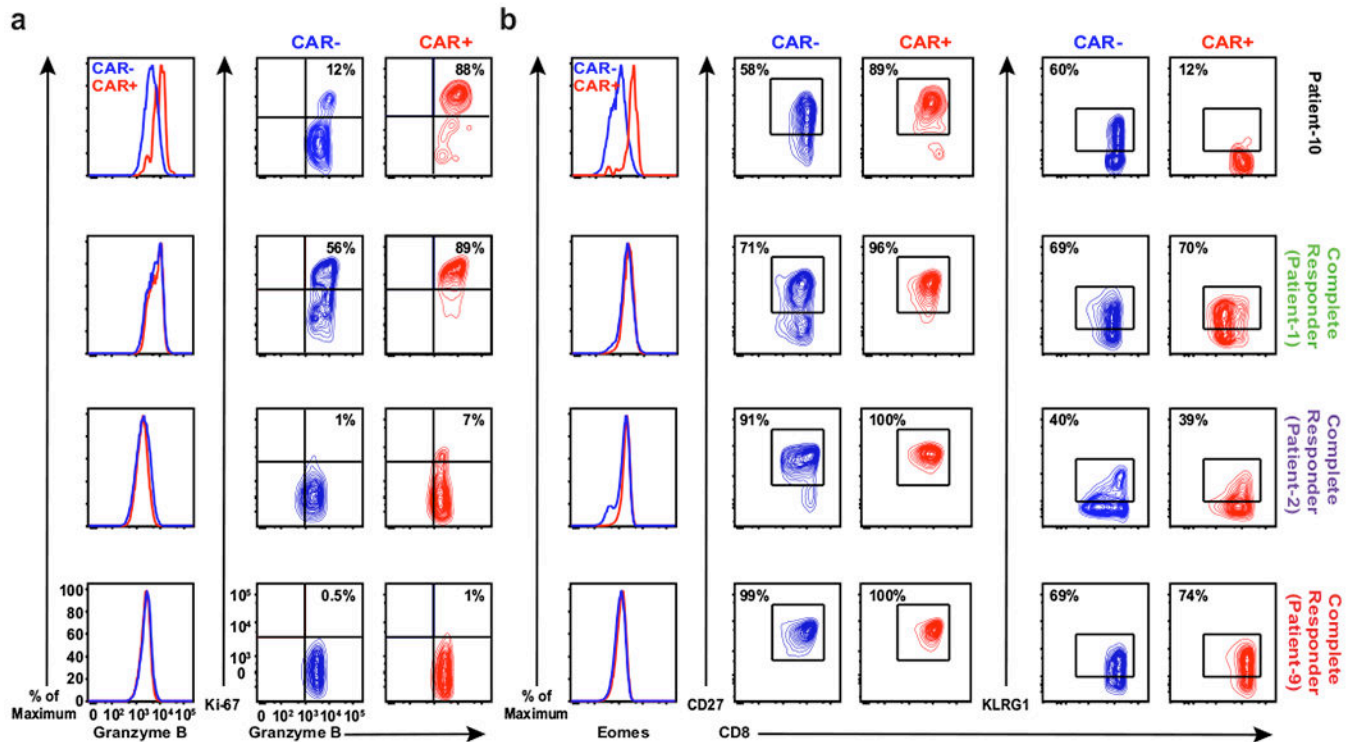 a
b
CAR-
CAR+
CAR-
CAR+
CAR-
CAR+
CAR-
CAR+
12%
88%
CAR-
CAR+
58%
89%
60%
12%
Patient-10
56%
89%
71%
96%
69%
70%
Complete
Responder
(Patient-1)
1%
7%
91%
100%
40%
39%
Complete
Responder
(Patient-2)
100
80
60
40
20
0
10⁵
10⁴
10³
0
0.5%
1%
99%
100%
69%
74%
Complete
Responder
(Patient-9)
% of
Maximum
Ki-67
% of
Maximum
CD27
KLRG1
0 10² 10³ 10⁴ 10⁵
0 10² 10³ 10⁴ 10⁵
Granzyme B
Granzyme B
Eomes
CD8